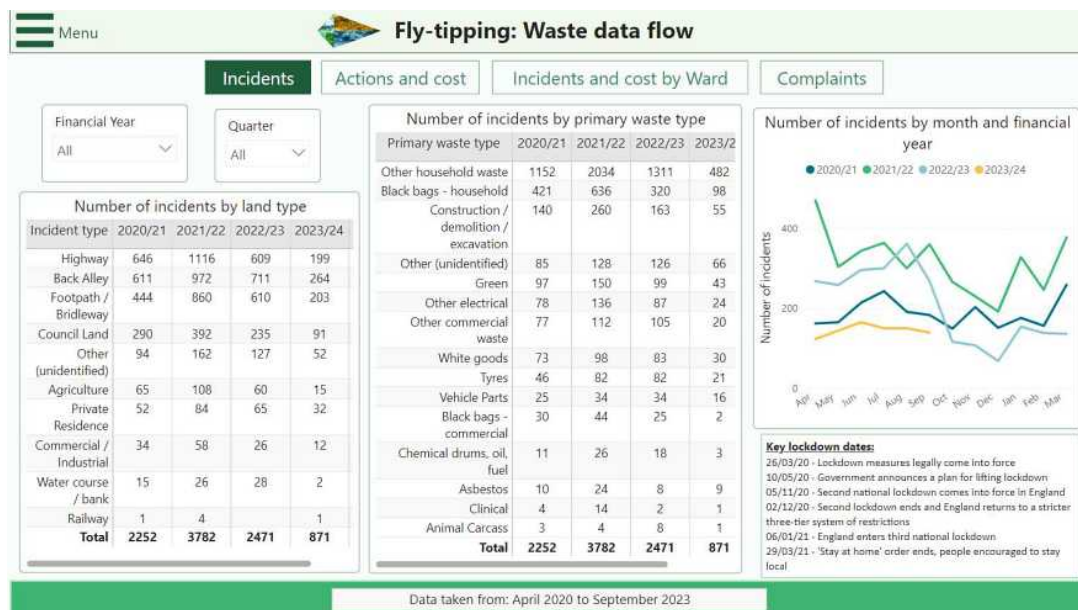 Menu
Fly-tipping: Waste data flow
Incidents
Actions and cost
Incidents and cost by Ward
Complaints
Financial Year
All
Quarter
All
Number of incidents by land type
Incident type 2020/21 2021/22 2022/23 2023/24
Highway 646 1116 609 199
Back Alley 611 972 711 264
Footpath / 444 860 610 203
Bridleway
Council Land 290 392 235 91
Other 94 162 127 52
(unidentified)
Agriculture 65 108 60 15
Private 52 84 65 32
Residence
Commercial / 34 58 26 12
Industrial
Water course 15 26 28 2
/ bank
Railway 1 4 1
Total 2252 3782 2471 871
Number of incidents by primary waste type
Primary waste type 2020/21 2021/22 2022/23 2023/2
Other household waste 1152 2034 1311 482
Black bags - household 421 636 320 98
Construction / 140 260 163 55
demolition /
excavation
Other (unidentified) 85 128 126 66
Green 97 150 99 43
Other electrical 78 136 87 24
Other commercial 77 112 105 20
waste
White goods 73 98 83 30
Tyres 46 82 82 21
Vehicle Parts 25 34 34 16
Black bags - 30 44 25 2
commercial
Chemical drums, oil, 11 26 18 3
fuel
Asbestos 10 24 8 9
Clinical 4 14 2 1
Animal Carcass 3 4 8 1
Total 2252 3782 2471 871
Number of incidents by month and financial
year
2020/21 2021/22 2022/23 2023/24
Number of incidents
400
200
0
Apr May Jun Jul Aug Sep Oct Nov Dec Jan Feb Mar
Key lockdown dates:
26/03/20 - Lockdown measures legally come into force
10/05/20 - Government announces a plan for lifting lockdown
05/11/20 - Second national lockdown comes into force in England
02/12/20 - Second lockdown ends and England returns to a stricter
three-tier system of restrictions
06/01/21 - England enters third national lockdown
29/03/21 - 'Stay at home' order ends, people encouraged to stay
local
Data taken from: April 2020 to September 2023